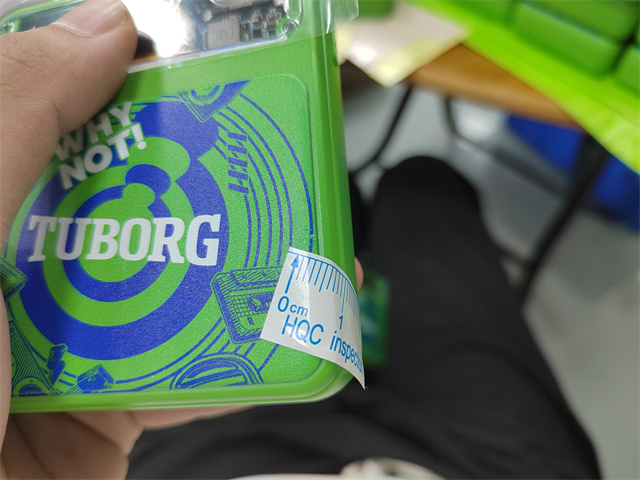 WHY
NOT!
TUBORG
0cm 1
HQC inspec